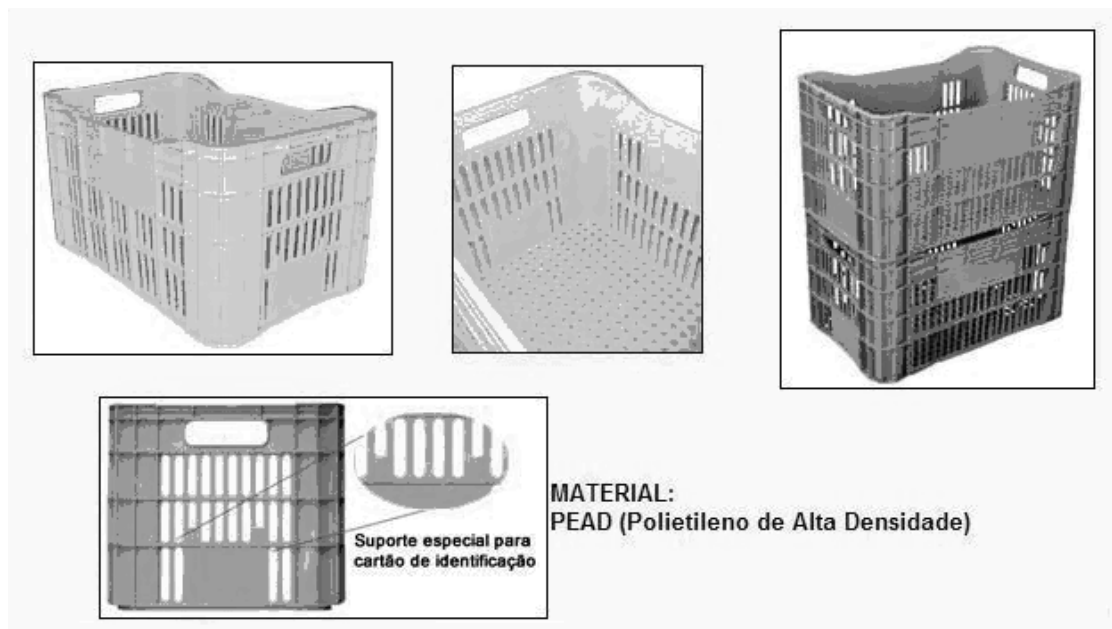 Suporte especial para
cartão de identificação
MATERIAL:
PEAD (Polietileno de Alta Densidade)